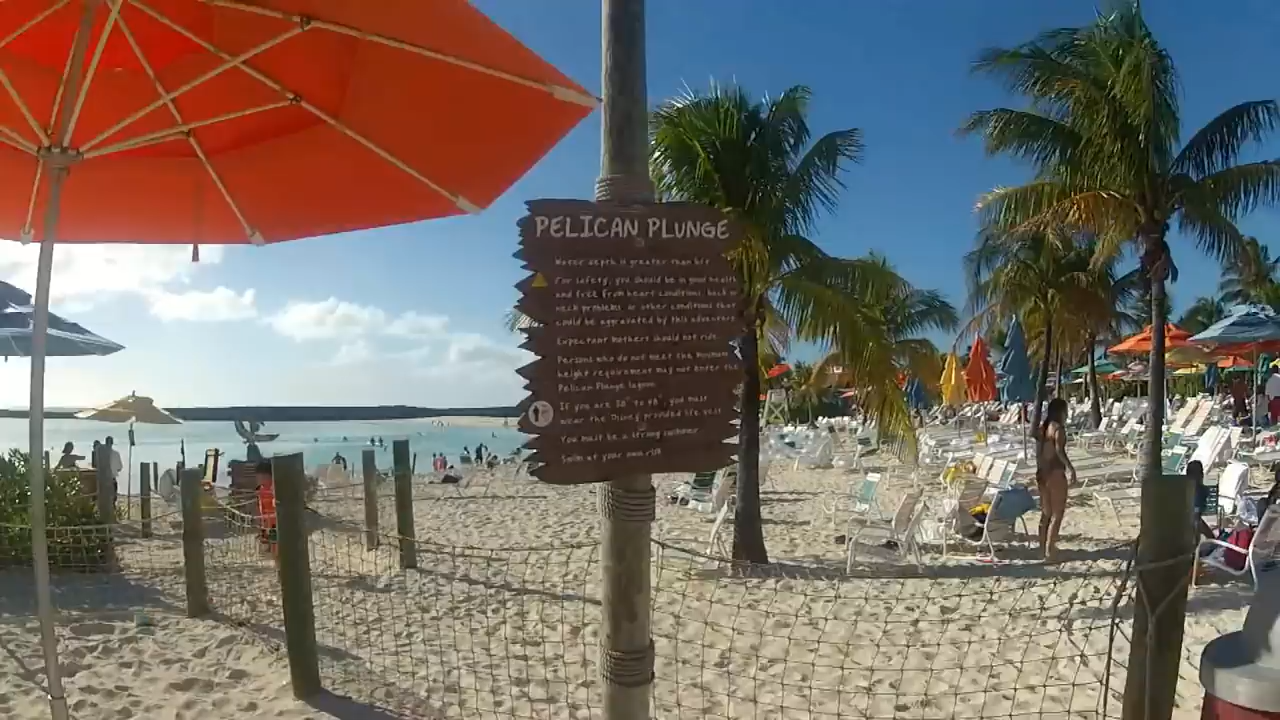 PELICAN PLUNGE
Water depth is greater than 6ft
For safety, you should be in good health
and free from heart conditions, back or
neck problems or other conditions that
could be aggravated by this adventure
Expectant mothers should not ride
Persons who do not meet the minimum
height requirement may not enter the
Pelican Plunge lagoon
If you are 38" to 48", you must
wear the Disney provided life vest
You must be a strong swimmer
Swim at your own risk